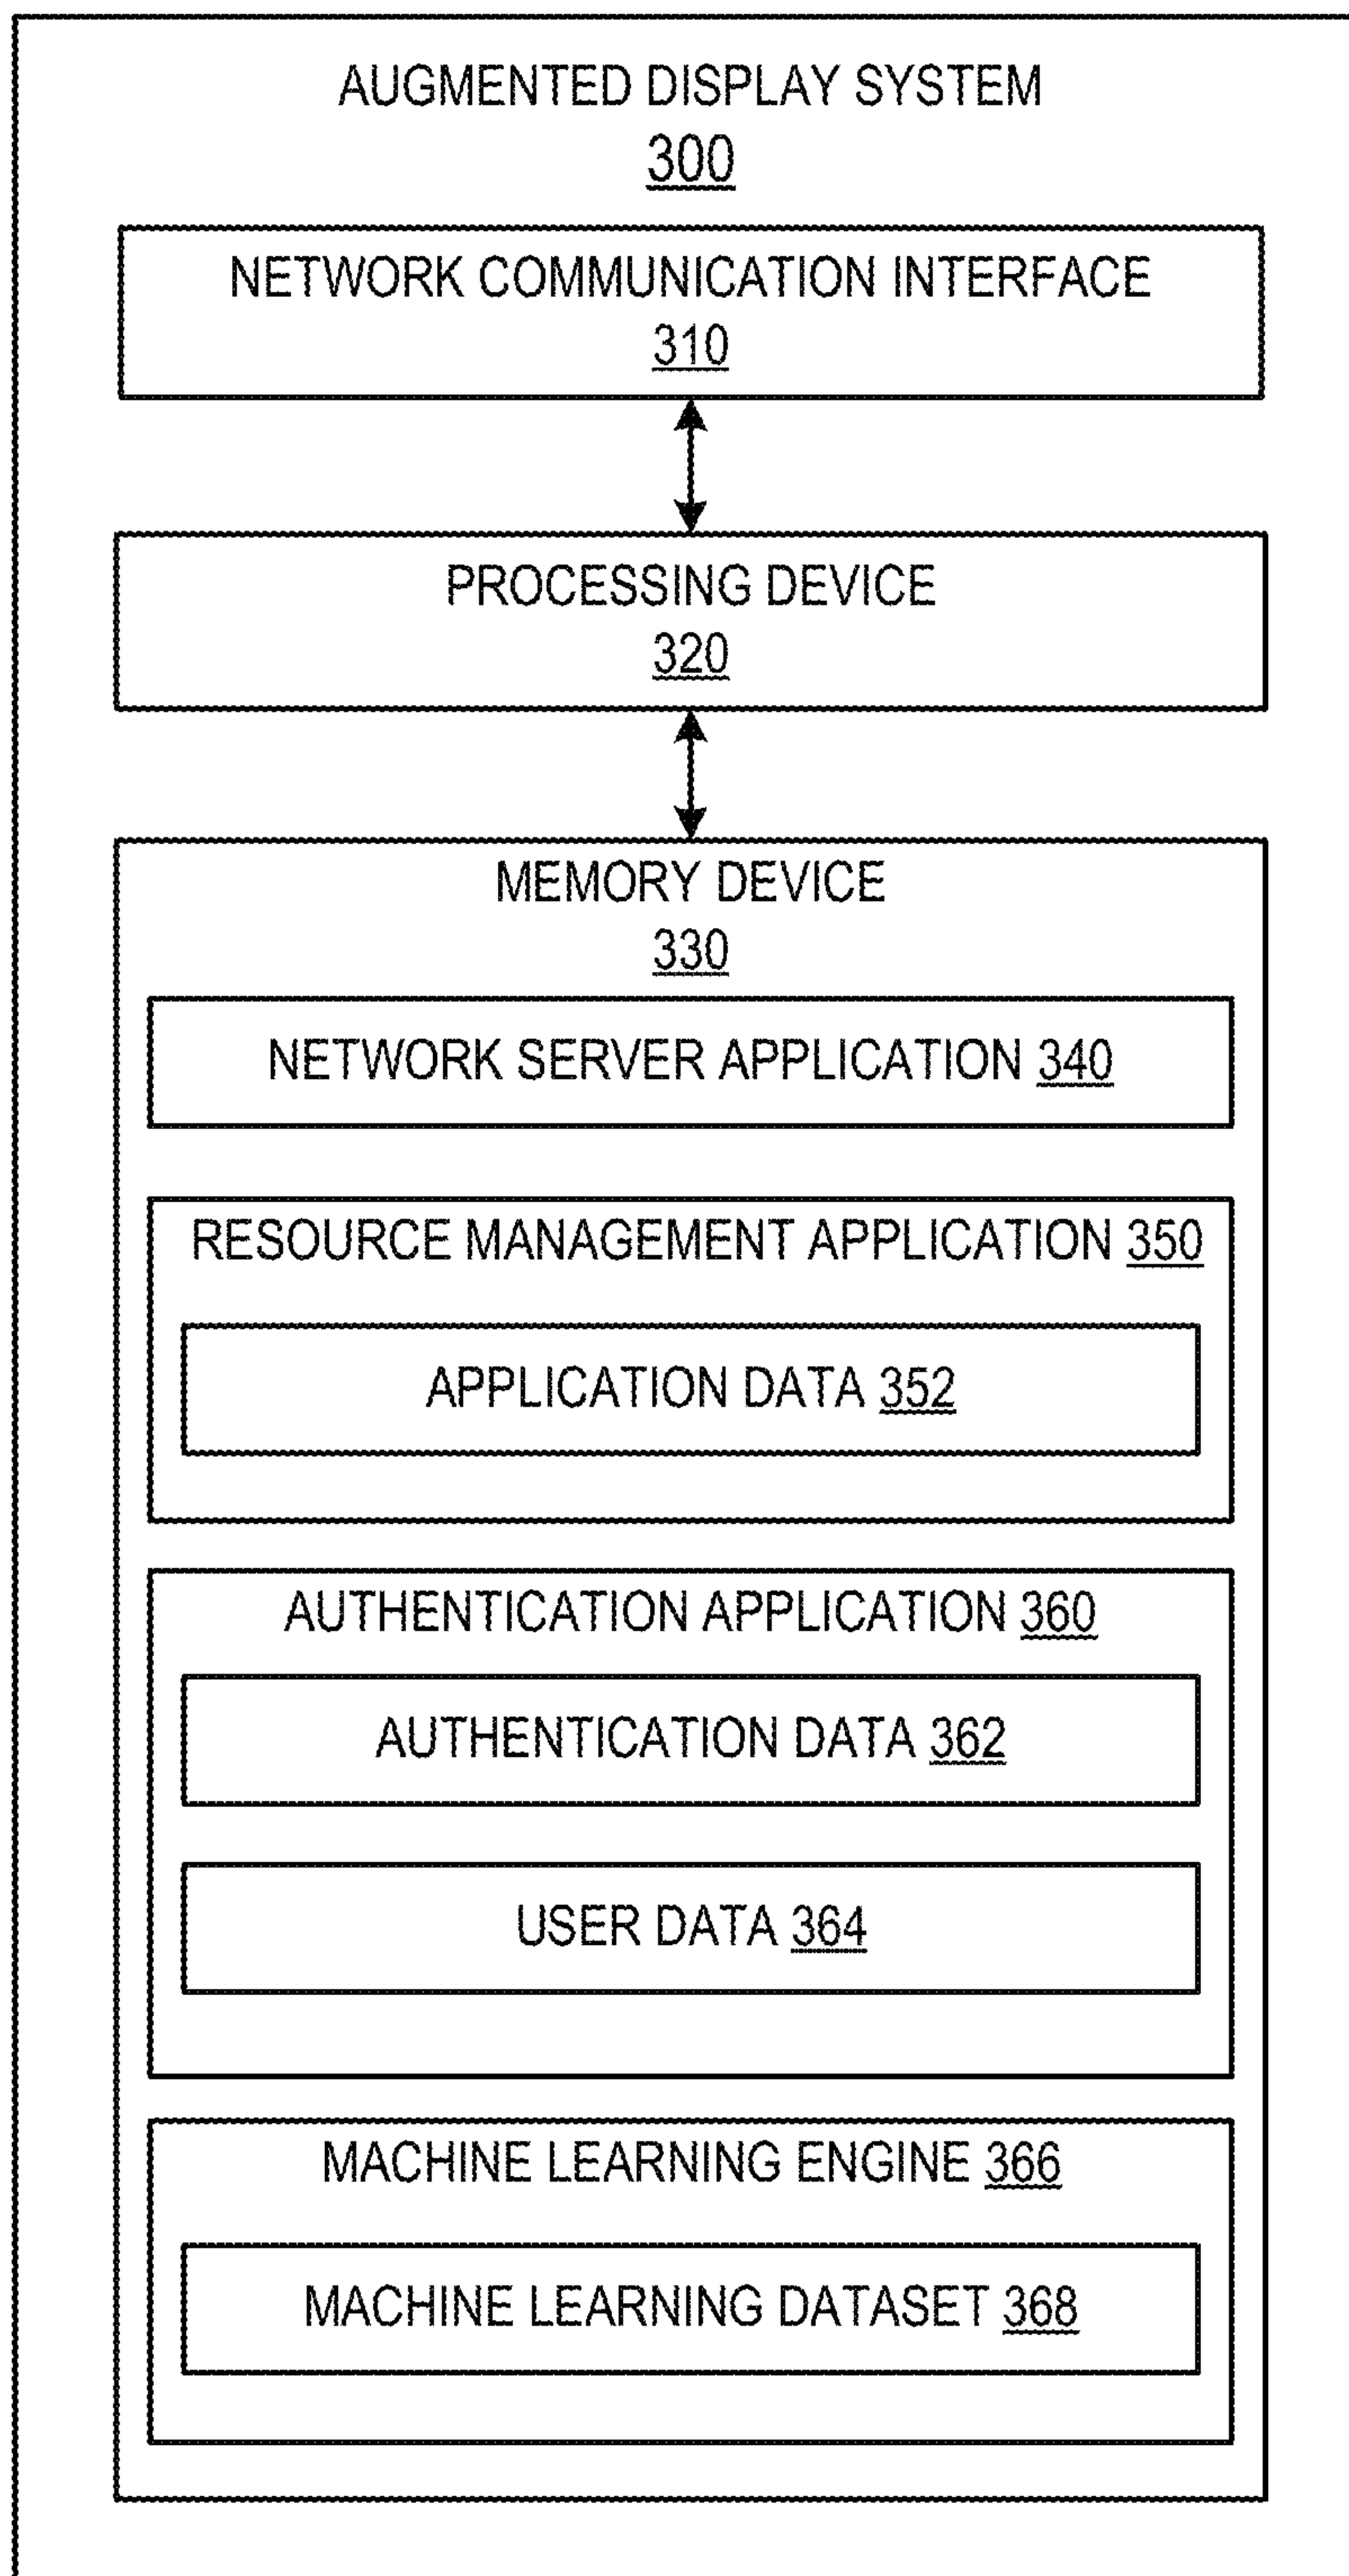 AUGMENTED DISPLAY SYSTEM
300
NETWORK COMMUNICATION INTERFACE
310
PROCESSING DEVICE
320
MEMORY DEVICE
330
NETWORK SERVER APPLICATION 340
RESOURCE MANAGEMENT APPLICATION 350
APPLICATION DATA 352
AUTHENTICATION APPLICATION 360
AUTHENTICATION DATA 362
USER DATA 364
MACHINE LEARNING ENGINE 366
MACHINE LEARNING DATASET 368